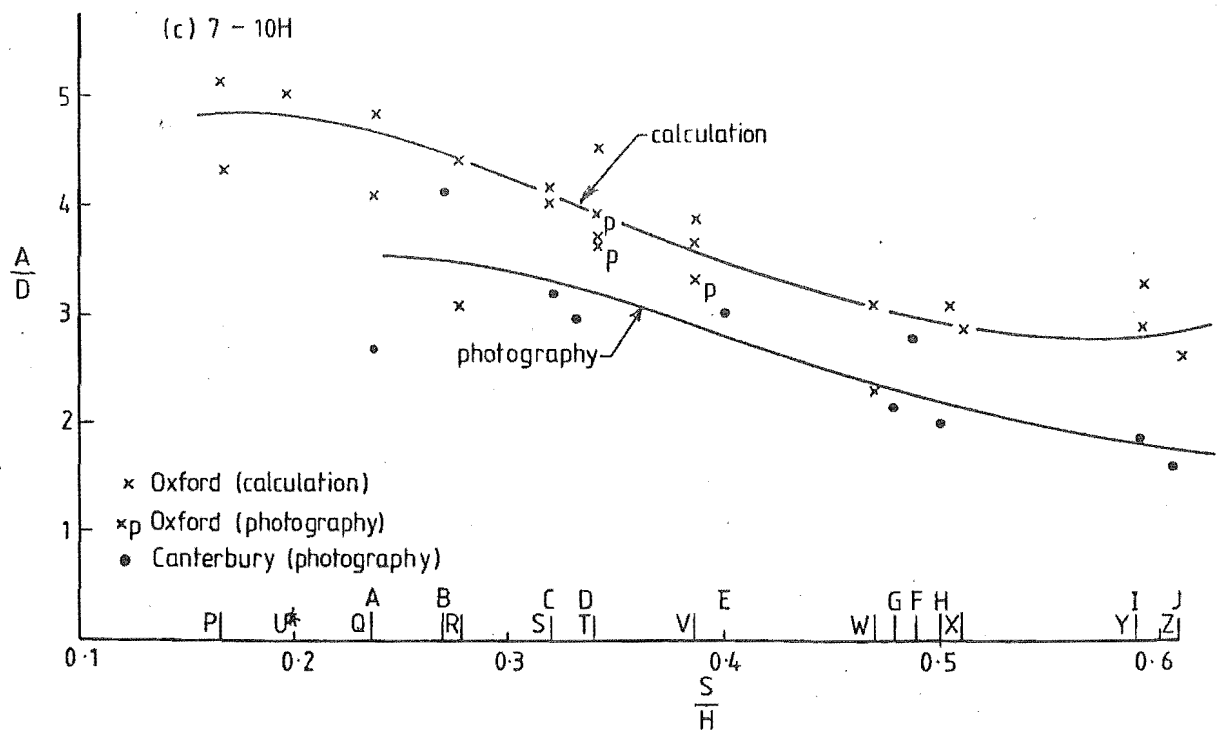 (c) 7 - 10H
5
4
3
2
1
A
D
calculation
p
p
p
photography
x Oxford (calculation)
xp Oxford (photography)
● Canterbury (photography)
A B C D E G F H I J
P U* Q R S T V W X Y Z
0·1 0·2 0·3 0·4 0·5 0·6
S
H